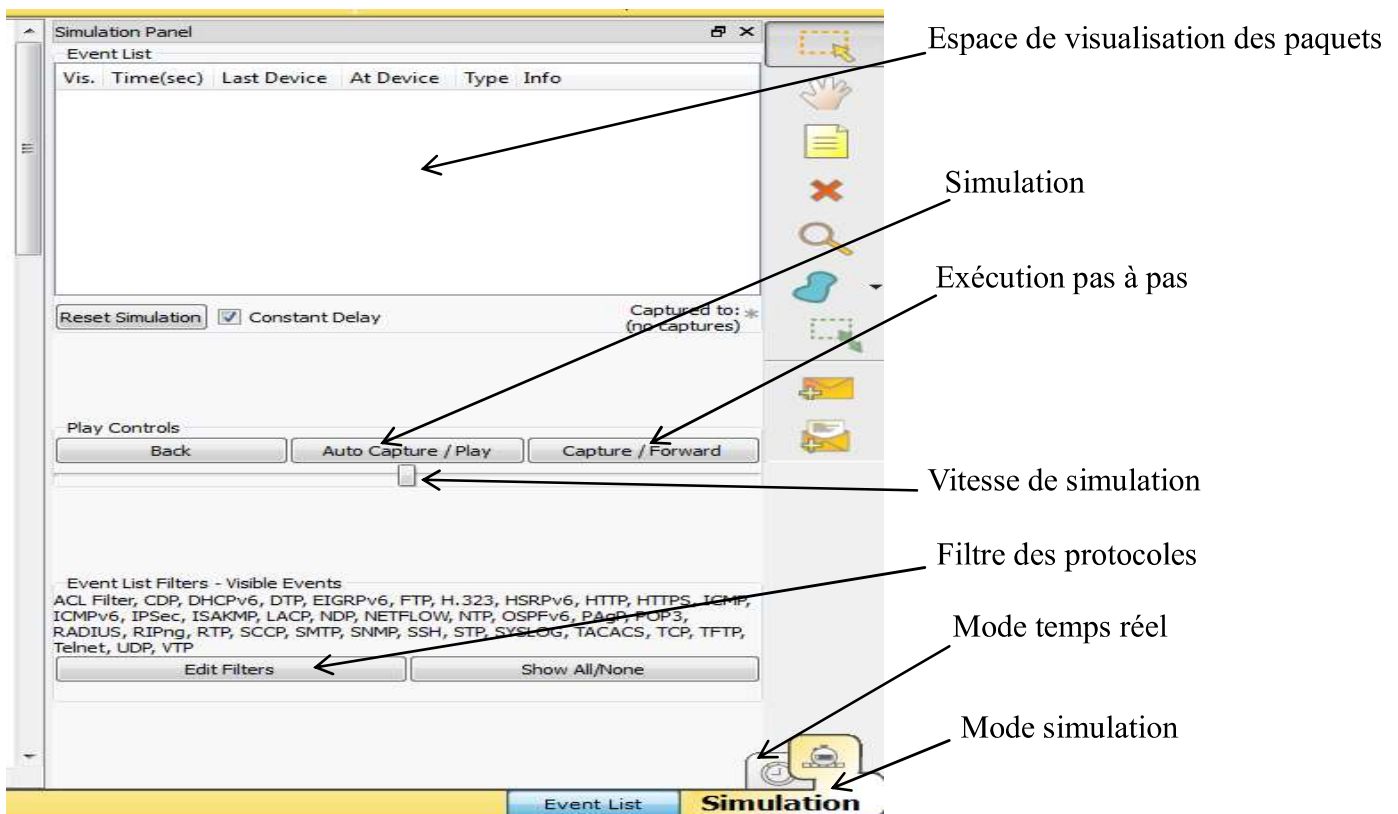 Simulation Panel
Event List
Vis. Time(sec) Last Device At Device Type Info
Espace de visualisation des paquets
Simulation
Exécution pas à pas
Reset Simulation Constant Delay
Captured to: *
(no captures)
Play Controls
Back Auto Capture / Play Capture / Forward
Vitesse de simulation
Filtre des protocoles
Event List Filters - Visible Events
ACL Filter, CDP, DHCPv6, DTP, EIGRPv6, FTP, H.323, HSRPv6, HTTP, HTTPS, ICMP,
ICMPv6, IPSec, ISAKMP, LACP, NDP, NETFLOW, NTP, OSPFv6, PAgP, POP3,
RADIUS, RIPng, RTP, SCCP, SMTP, SNMP, SSH, STP, SYSLOG, TACACS, TCP, TFTP,
Telnet, UDP, VTP
Edit Filters Show All/None
Mode temps réel
Mode simulation
Event List Simulation